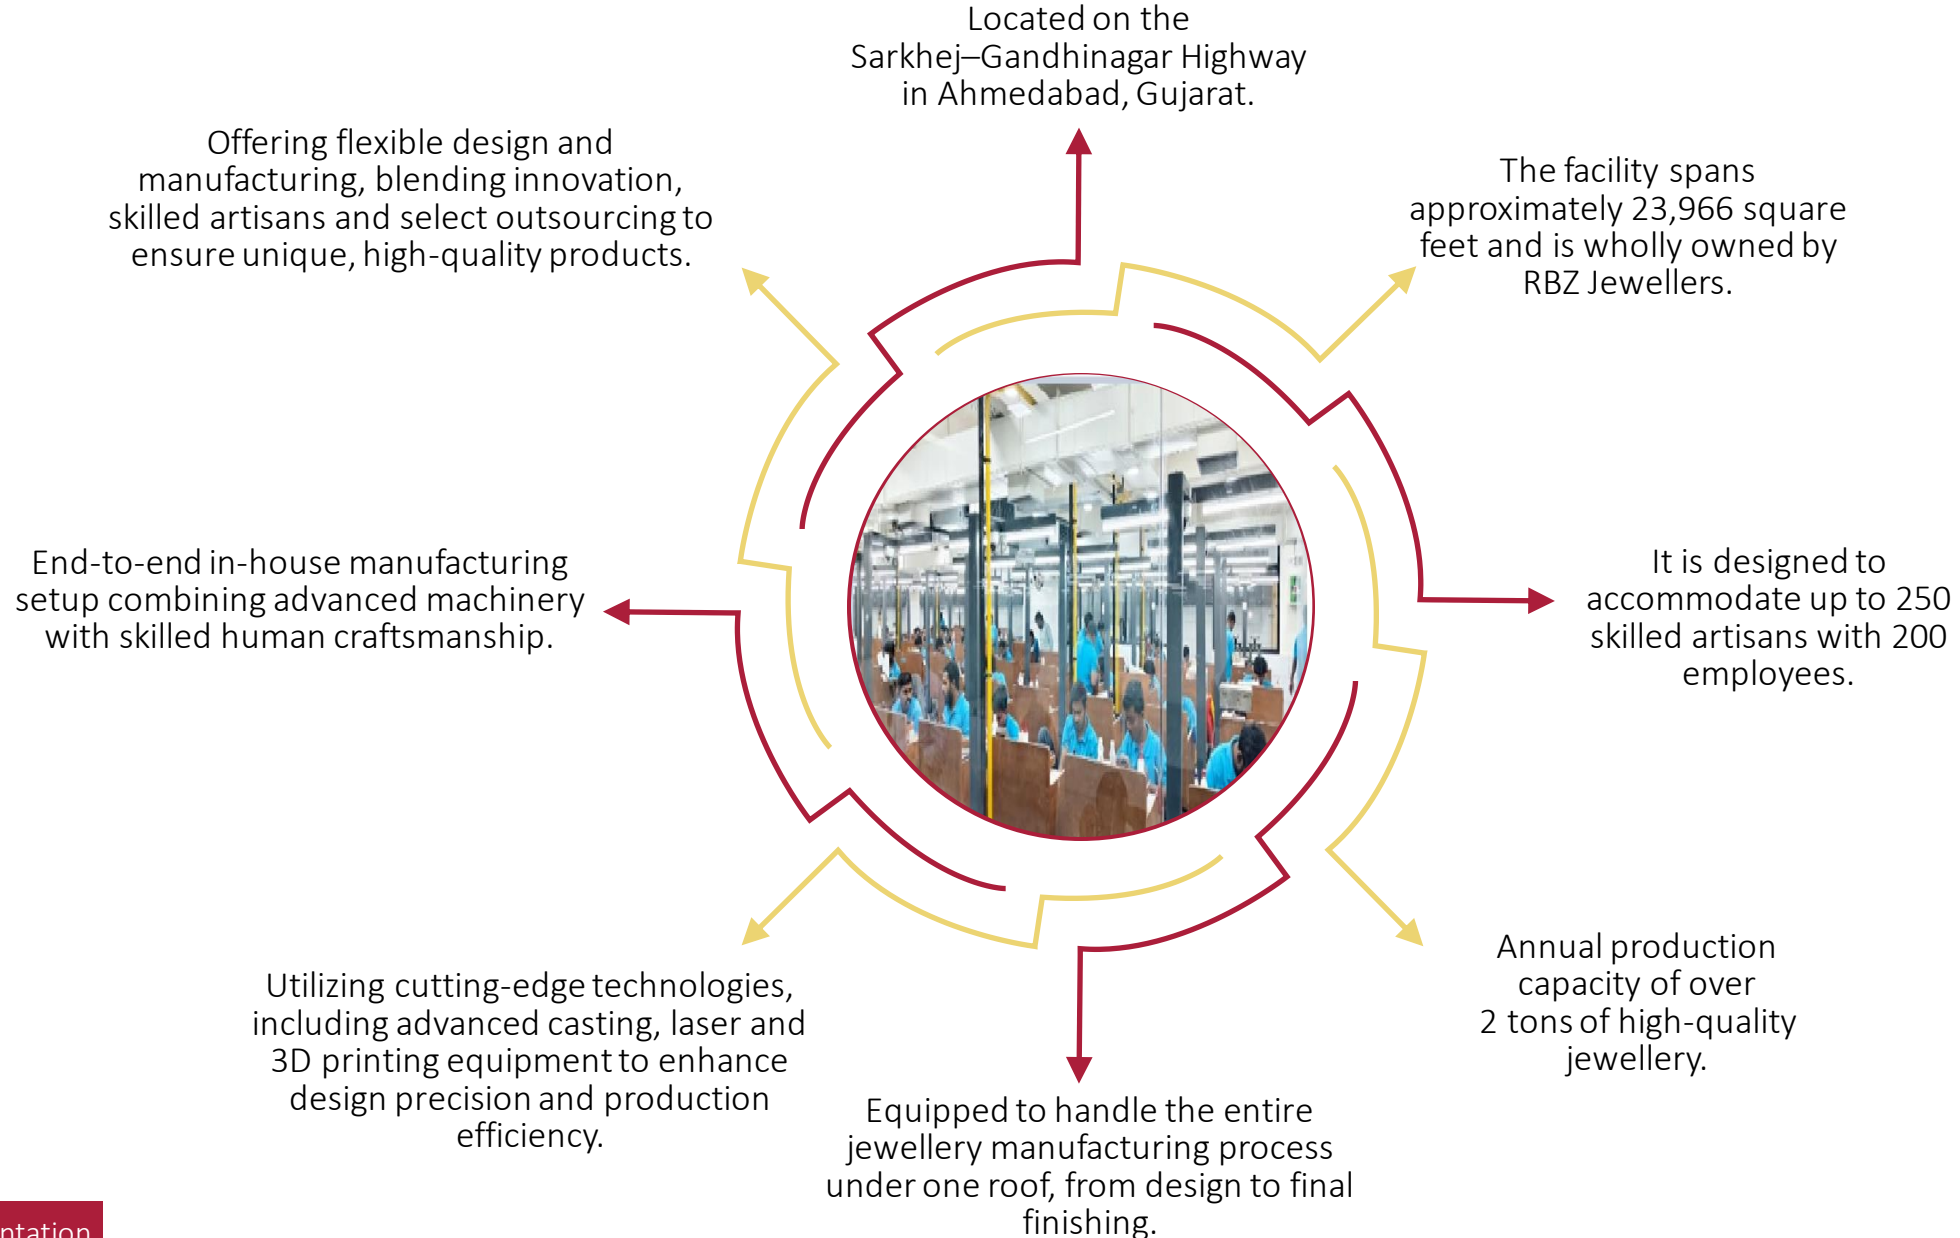 Located on the
Sarkhej–Gandhinagar Highway
in Ahmedabad, Gujarat.
The facility spans
approximately 23,966 square
feet and is wholly owned by
RBZ Jewellers.
It is designed to
accommodate up to 250
skilled artisans with 200
employees.
Annual production
capacity of over
2 tons of high-quality
jewellery.
Equipped to handle the entire
jewellery manufacturing process
under one roof, from design to final
finishing.
Utilizing cutting-edge technologies,
including advanced casting, laser and
3D printing equipment to enhance
design precision and production
efficiency.
End-to-end in-house manufacturing
setup combining advanced machinery
with skilled human craftsmanship.
Offering flexible design and
manufacturing, blending innovation,
skilled artisans and select outsourcing to
ensure unique, high-quality products.
ntation